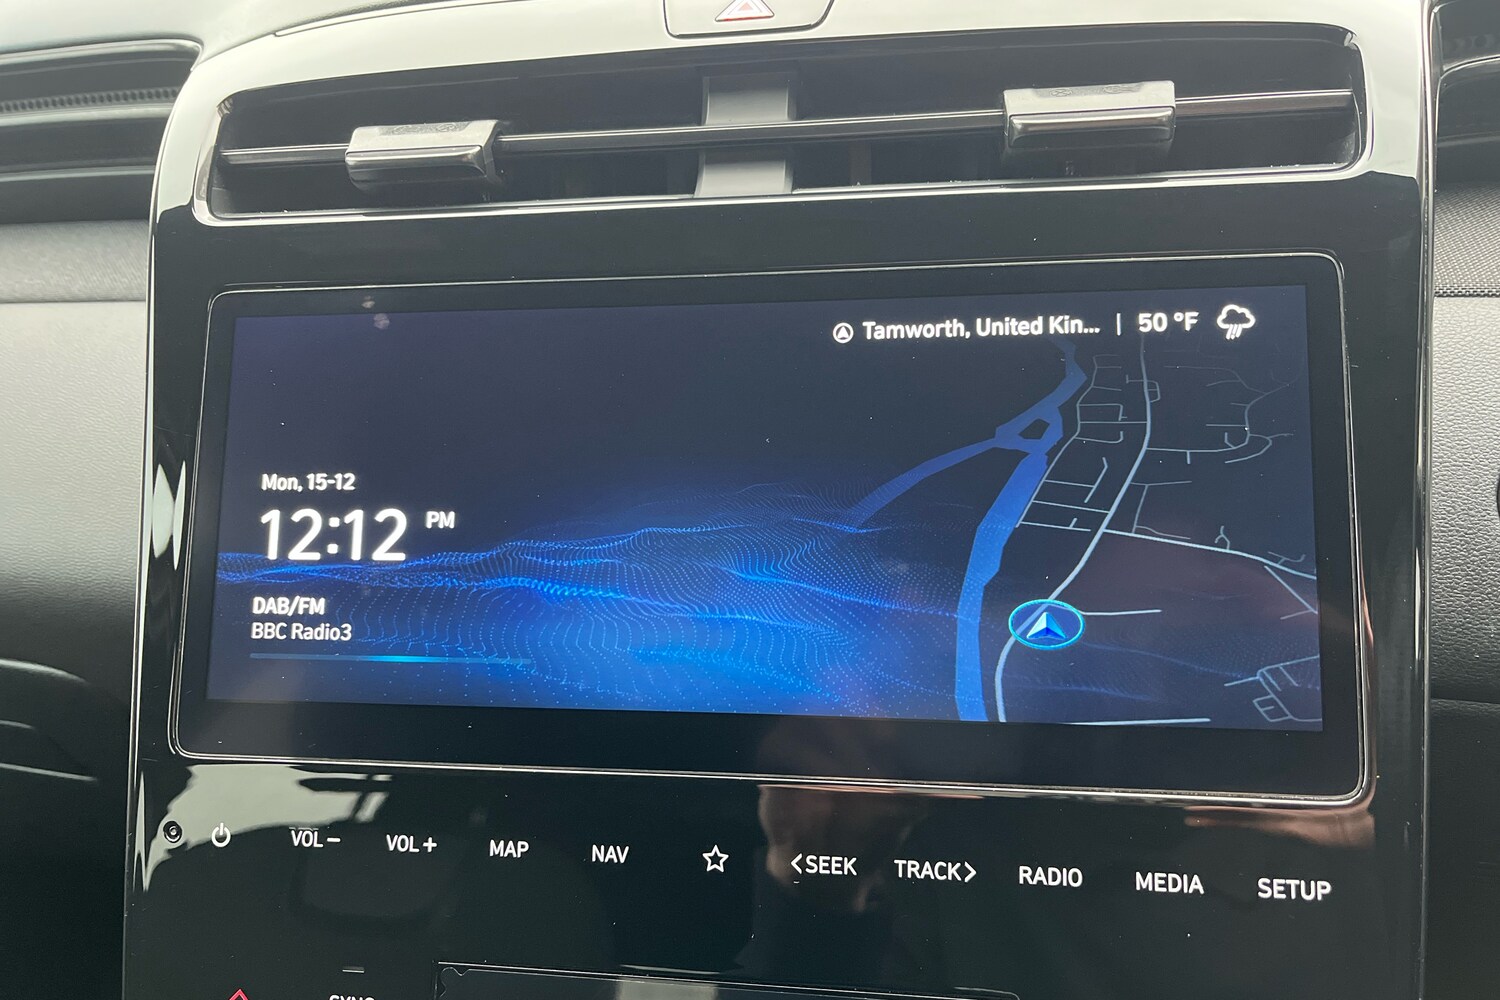 Tamworth, United Kin... | 50 °F
Mon, 15-12
12:12 PM
DAB/FM
BBC Radio3
VOL− VOL+ MAP NAV <SEEK TRACK> RADIO MEDIA SETUP
SYNC